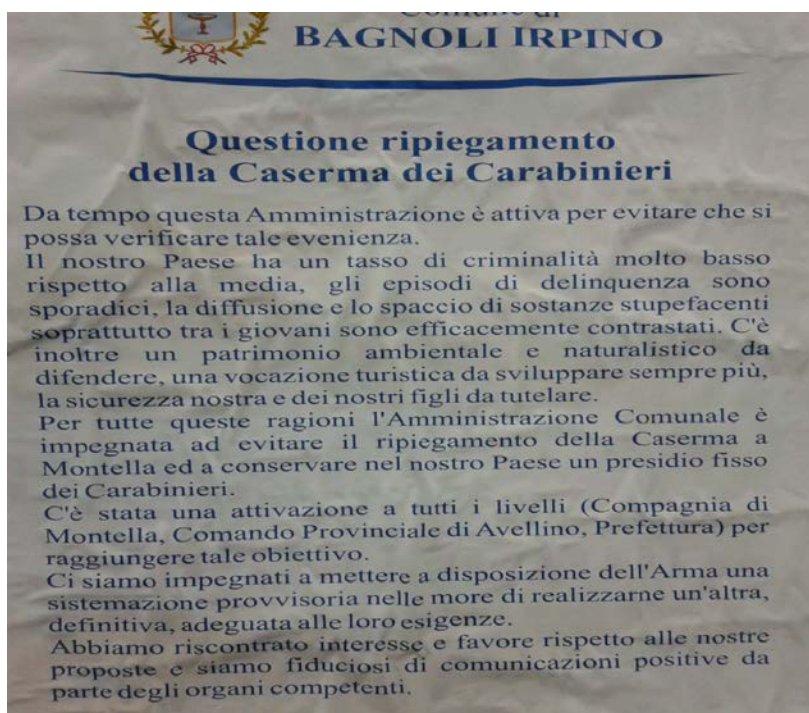 Comune di
BAGNOLI IRPINO
Questione ripiegamento
della Caserma dei Carabinieri
Da tempo questa Amministrazione è attiva per evitare che si
possa verificare tale evenienza.
Il nostro Paese ha un tasso di criminalità molto basso
rispetto alla media, gli episodi di delinquenza sono
sporadici, la diffusione e lo spaccio di sostanze stupefacenti
soprattutto tra i giovani sono efficacemente contrastati. C'è
inoltre un patrimonio ambientale e naturalistico da
difendere, una vocazione turistica da sviluppare sempre più,
la sicurezza nostra e dei nostri figli da tutelare.
Per tutte queste ragioni l'Amministrazione Comunale è
impegnata ad evitare il ripiegamento della Caserma a
Montella ed a conservare nel nostro Paese un presidio fisso
dei Carabinieri.
C'è stata una attivazione a tutti i livelli (Compagnia di
Montella, Comando Provinciale di Avellino, Prefettura) per
raggiungere tale obiettivo.
Ci siamo impegnati a mettere a disposizione dell'Arma una
sistemazione provvisoria nelle more di realizzarne un'altra,
definitiva, adeguata alle loro esigenze.
Abbiamo riscontrato interesse e favore rispetto alle nostre
proposte e siamo fiduciosi di comunicazioni positive da
parte degli organi competenti.